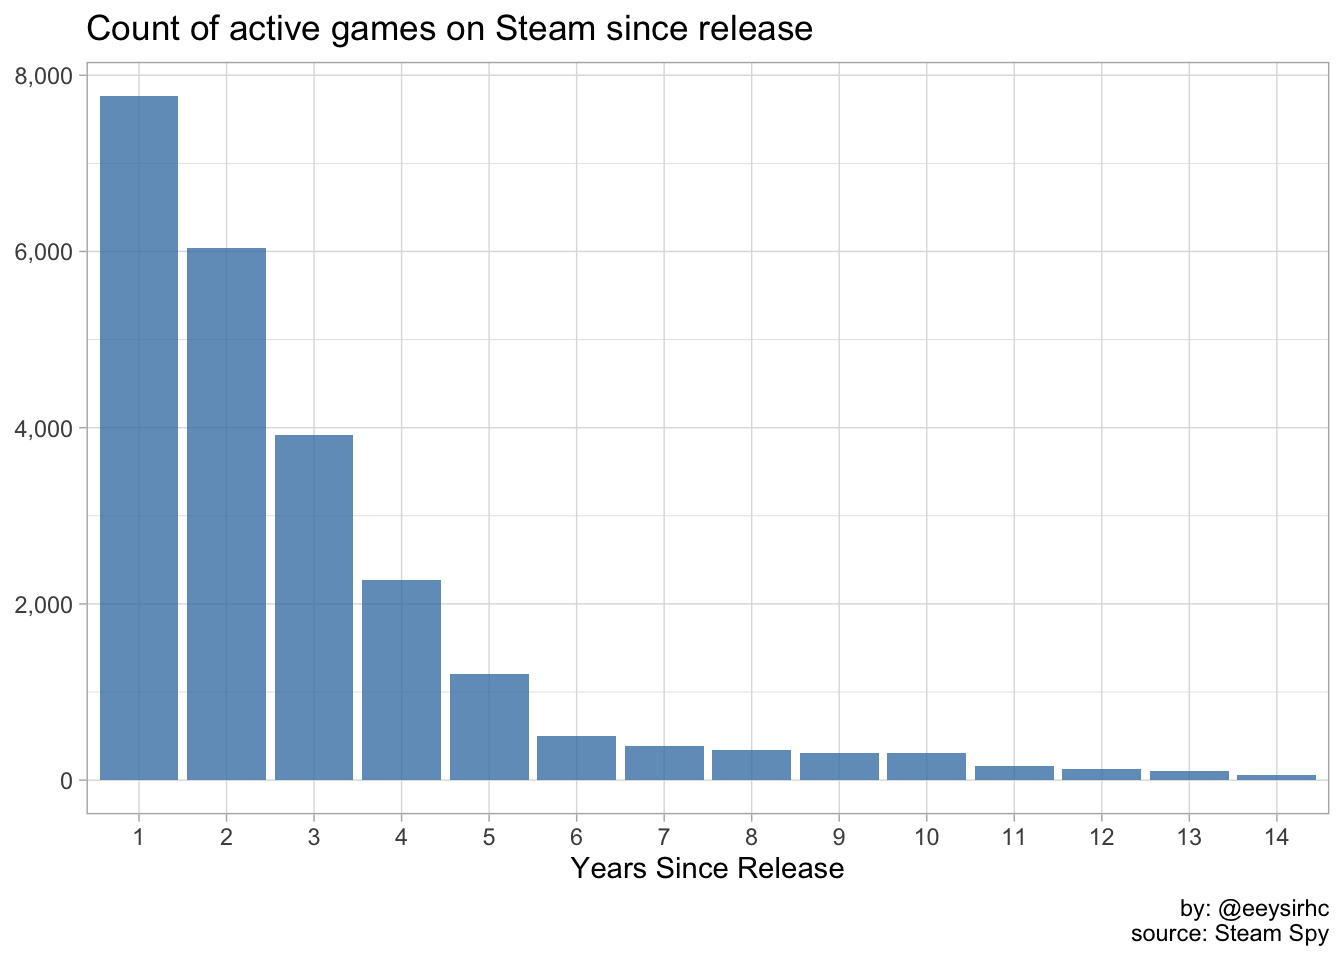 Count of active games on Steam since release
8,000
6,000
4,000
2,000
0
1 2 3 4 5 6 7 8 9 10 11 12 13 14
Years Since Release
by: @eeysirhc
source: Steam Spy